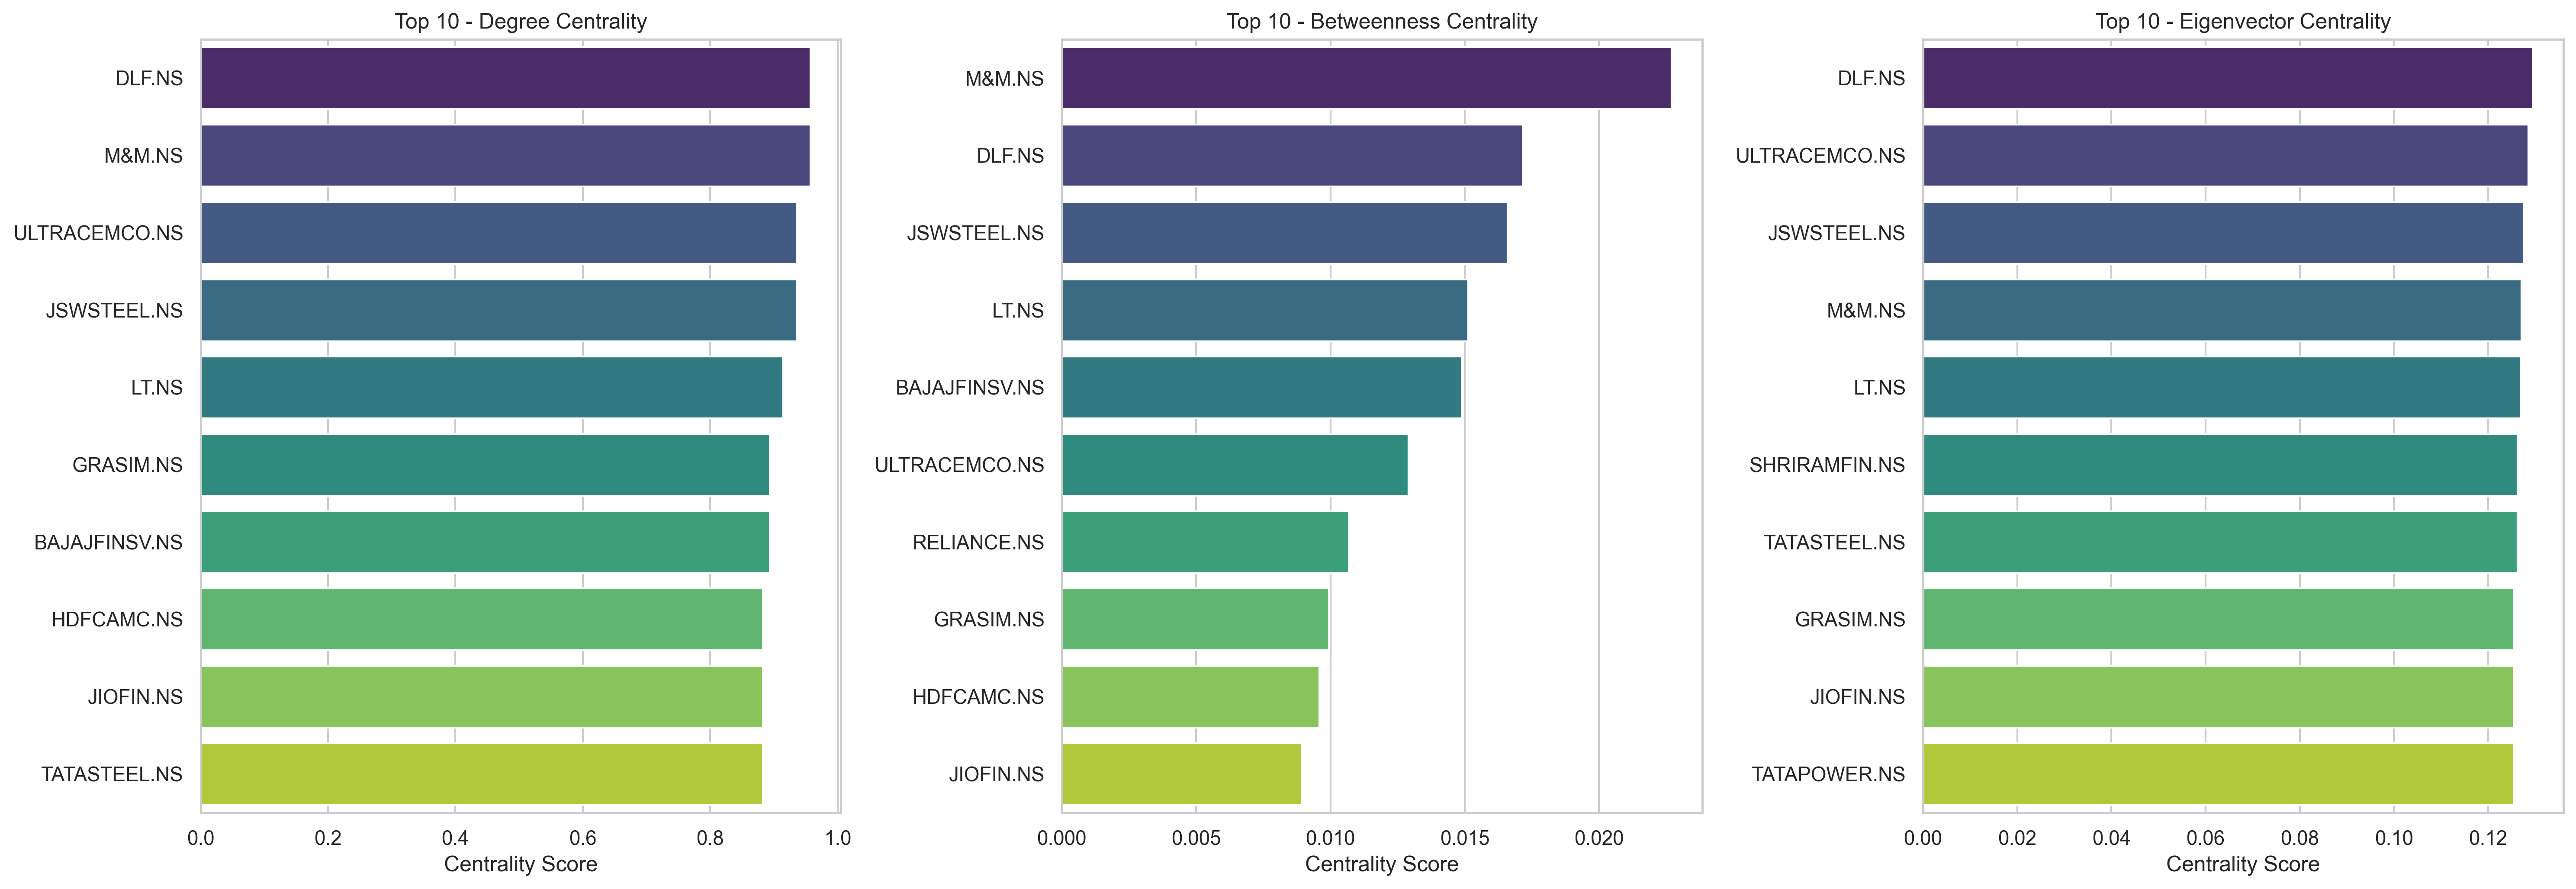 Top 10 - Degree Centrality
DLF.NS
M&M.NS
ULTRACEMCO.NS
JSWSTEEL.NS
LT.NS
GRASIM.NS
BAJAJFINSV.NS
HDFCAMC.NS
JIOFIN.NS
TATASTEEL.NS
0.0 0.2 0.4 0.6 0.8 1.0
Centrality Score
Top 10 - Betweenness Centrality
M&M.NS
DLF.NS
JSWSTEEL.NS
LT.NS
BAJAJFINSV.NS
ULTRACEMCO.NS
RELIANCE.NS
GRASIM.NS
HDFCAMC.NS
JIOFIN.NS
0.000 0.005 0.010 0.015 0.020
Centrality Score
Top 10 - Eigenvector Centrality
DLF.NS
ULTRACEMCO.NS
JSWSTEEL.NS
M&M.NS
LT.NS
SHRIRAMFIN.NS
TATASTEEL.NS
GRASIM.NS
JIOFIN.NS
TATAPOWER.NS
0.00 0.02 0.04 0.06 0.08 0.10 0.12
Centrality Score